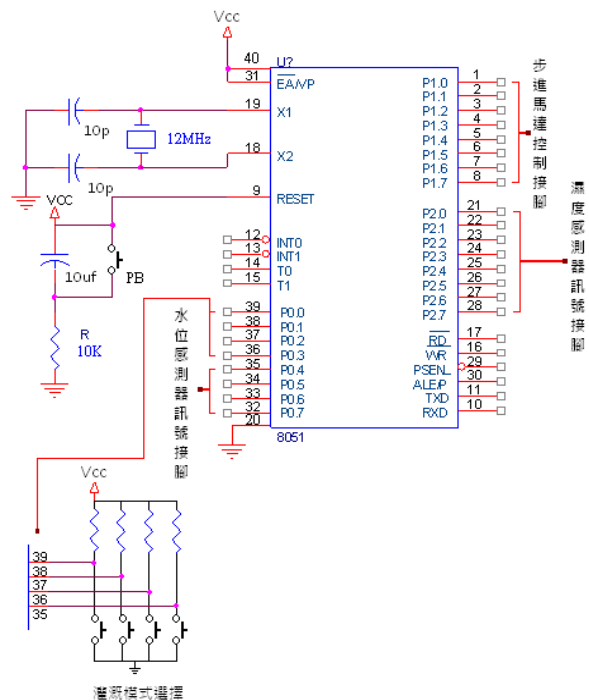 Vcc
40
U?
31
EA/VP
19
X1
10p
12MHz
18
X2
10p
9
RESET
VCC
10uf
PB
R
10K
12
INT0
13
INT1
14
T0
15
T1
39
P0.0
38
P0.1
37
P0.2
36
P0.3
35
P0.4
34
P0.5
33
P0.6
32
P0.7
20
8051
P1.0
1
P1.1
2
P1.2
3
P1.3
4
P1.4
5
P1.5
6
P1.6
7
P1.7
8
P2.0
21
P2.1
22
P2.2
23
P2.3
24
P2.4
25
P2.5
26
P2.6
27
P2.7
28
RD
17
WR
16
PSEN
29
ALE/P
30
TXD
11
RXD
10
步進馬達控制接腳
濕度感測器訊號接腳
水位感測器訊號接腳
Vcc
39
38
37
36
35
灌溉模式選擇